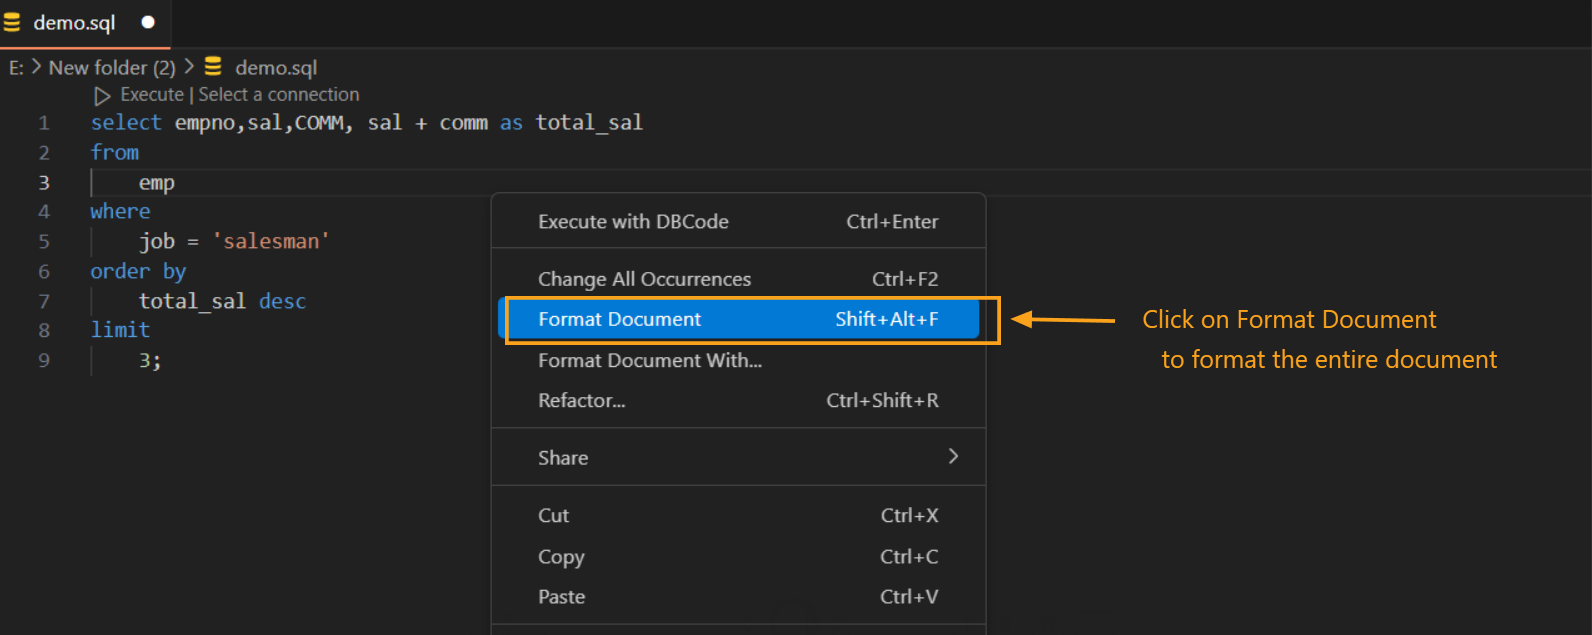 demo.sql
E: > New folder (2) > demo.sql
Execute | Select a connection
1 select empno,sal,COMM, sal + comm as total_sal
2 from
3 emp
4 where
5 job = 'salesman'
6 order by
7 total_sal desc
8 limit
9 3;
Execute with DBCode Ctrl+Enter
Change All Occurrences Ctrl+F2
Format Document Shift+Alt+F
Format Document With...
Refactor... Ctrl+Shift+R
Share
Cut Ctrl+X
Copy Ctrl+C
Paste Ctrl+V
Click on Format Document
to format the entire document